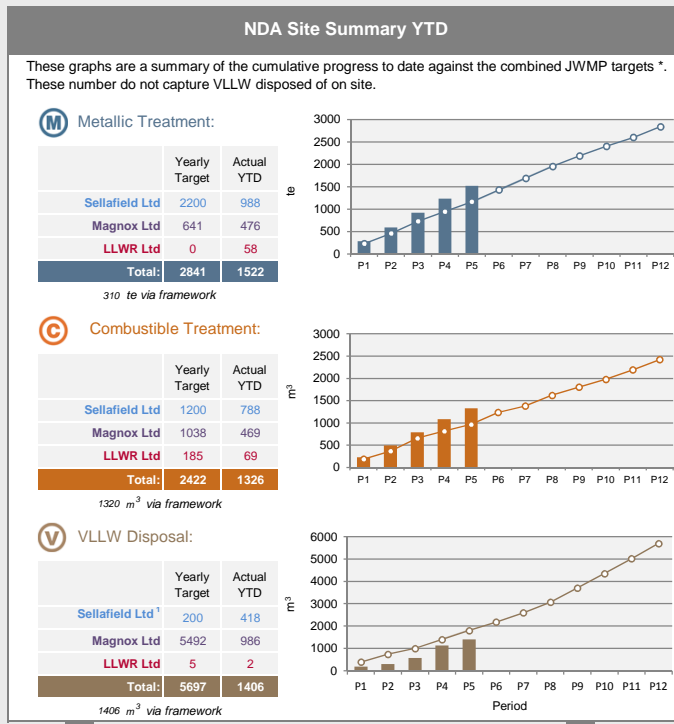 NDA Site Summary YTD
These graphs are a summary of the cumulative progress to date against the combined JWMP targets *.
These number do not capture VLLW disposed of on site.
M Metallic Treatment:
Yearly Target Actual YTD
Sellafield Ltd 2200 988
Magnox Ltd 641 476
LLWR Ltd 0 58
Total: 2841 1522
310 te via framework
te
3000
2500
2000
1500
1000
500
0
P1 P2 P3 P4 P5 P6 P7 P8 P9 P10 P11 P12
C Combustible Treatment:
Yearly Target Actual YTD
Sellafield Ltd 1200 788
Magnox Ltd 1038 469
LLWR Ltd 185 69
Total: 2422 1326
1320 m³ via framework
m³
3000
2500
2000
1500
1000
500
0
P1 P2 P3 P4 P5 P6 P7 P8 P9 P10 P11 P12
V VLLW Disposal:
Yearly Target Actual YTD
Sellafield Ltd ¹ 200 418
Magnox Ltd 5492 986
LLWR Ltd 5 2
Total: 5697 1406
1406 m³ via framework
m³
6000
5000
4000
3000
2000
1000
0
P1 P2 P3 P4 P5 P6 P7 P8 P9 P10 P11 P12
Period